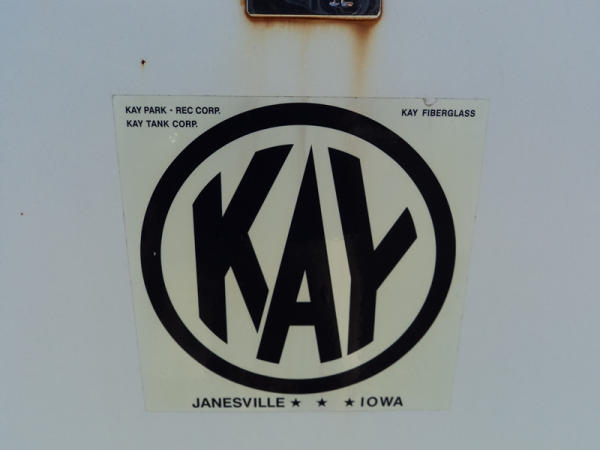 KAY PARK - REC CORP.
KAY TANK CORP.
KAY FIBERGLASS
KAY
JANESVILLE ★ ★ ★ IOWA